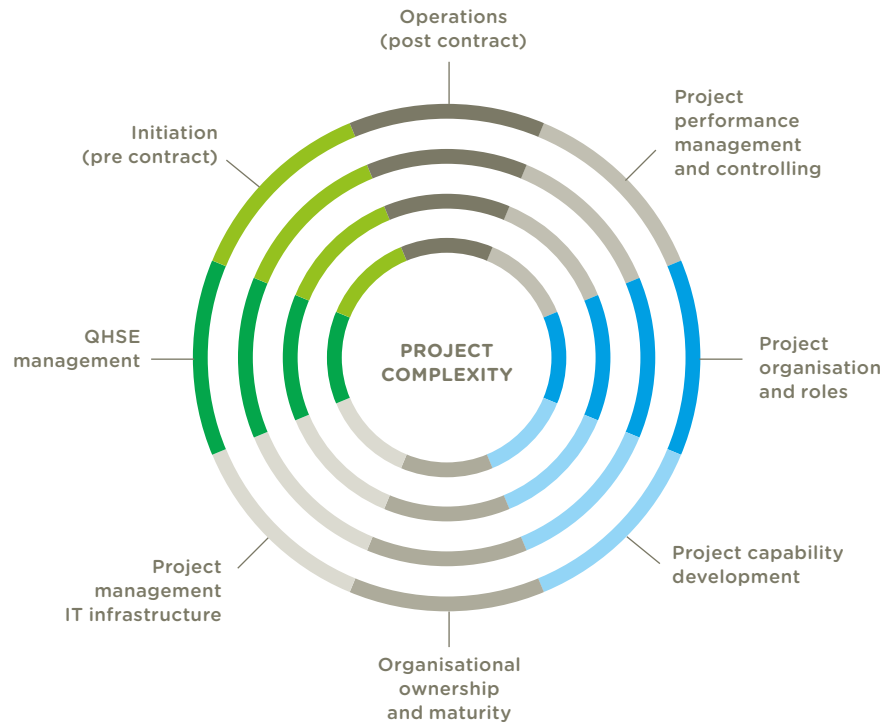 Operations
(post contract)
Project
performance
management
and controlling
Initiation
(pre contract)
QHSE
management
PROJECT
COMPLEXITY
Project
organisation
and roles
Project capability
development
Project
management
IT infrastructure
Organisational
ownership
and maturity